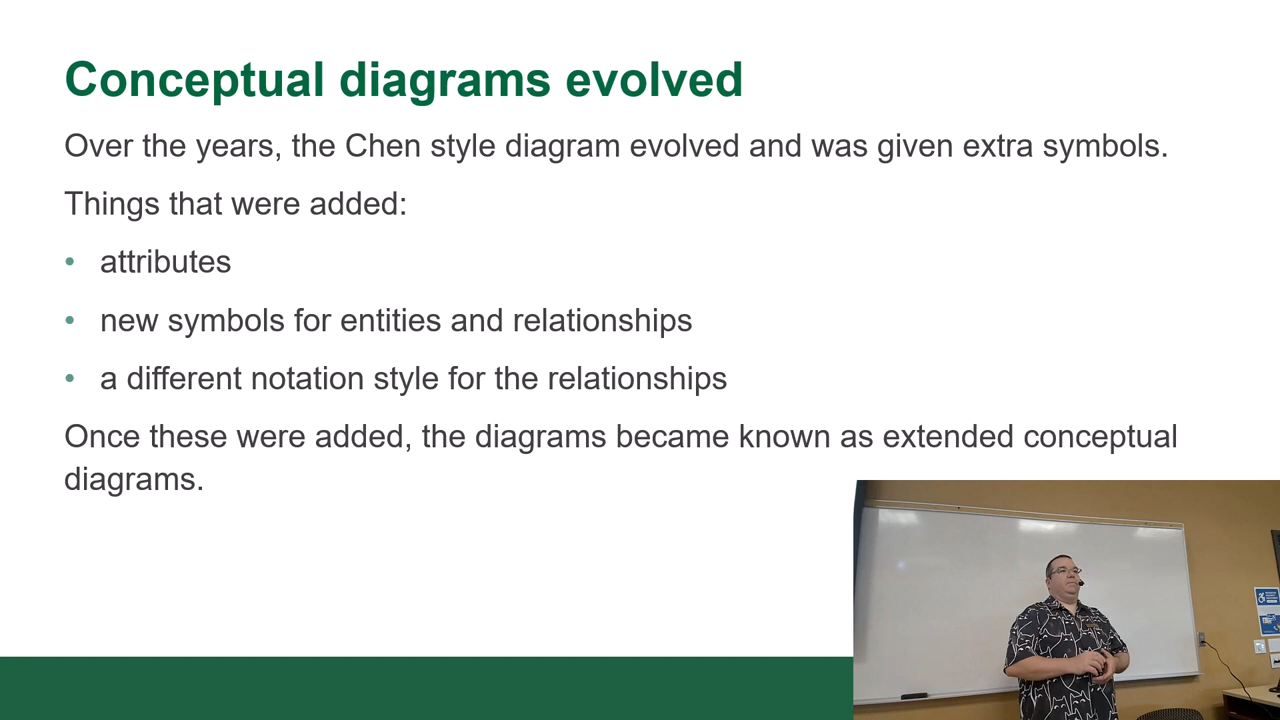 Conceptual diagrams evolved
Over the years, the Chen style diagram evolved and was given extra symbols.
Things that were added:
• attributes
• new symbols for entities and relationships
• a different notation style for the relationships
Once these were added, the diagrams became known as extended conceptual
diagrams.